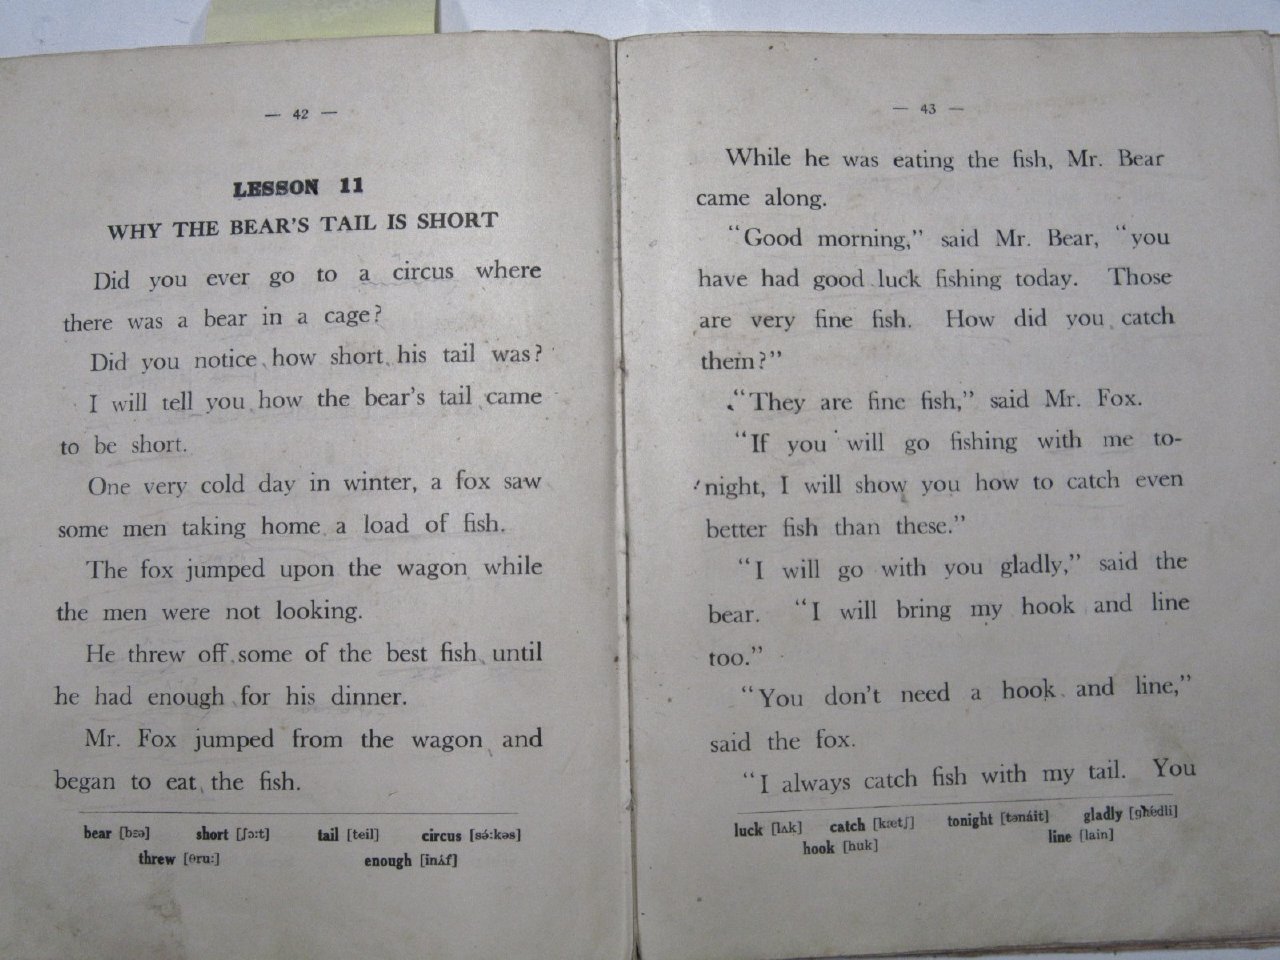 — 42 —
LESSON 11
WHY THE BEAR'S TAIL IS SHORT
Did you ever go to a circus where
there was a bear in a cage?
Did you notice how short his tail was?
I will tell you how the bear's tail came
to be short.
One very cold day in winter, a fox saw
some men taking home a load of fish.
The fox jumped upon the wagon while
the men were not looking.
He threw off some of the best fish until
he had enough for his dinner.
Mr. Fox jumped from the wagon and
began to eat the fish.
bear [bɛə] short [ʃɔ:t] tail [teil] circus [sə́:kəs]
threw [θru:] enough [inʌ́f]
— 43 —
While he was eating the fish, Mr. Bear
came along.
"Good morning," said Mr. Bear, "you
have had good luck fishing today. Those
are very fine fish. How did you catch
them?"
"They are fine fish," said Mr. Fox.
"If you will go fishing with me to-
night, I will show you how to catch even
better fish than these."
"I will go with you gladly," said the
bear. "I will bring my hook and line
too."
"You don't need a hook and line,"
said the fox.
"I always catch fish with my tail. You
luck [lʌk] catch [kætʃ] tonight [tənáit] gladly
hook [huk] line [lain]